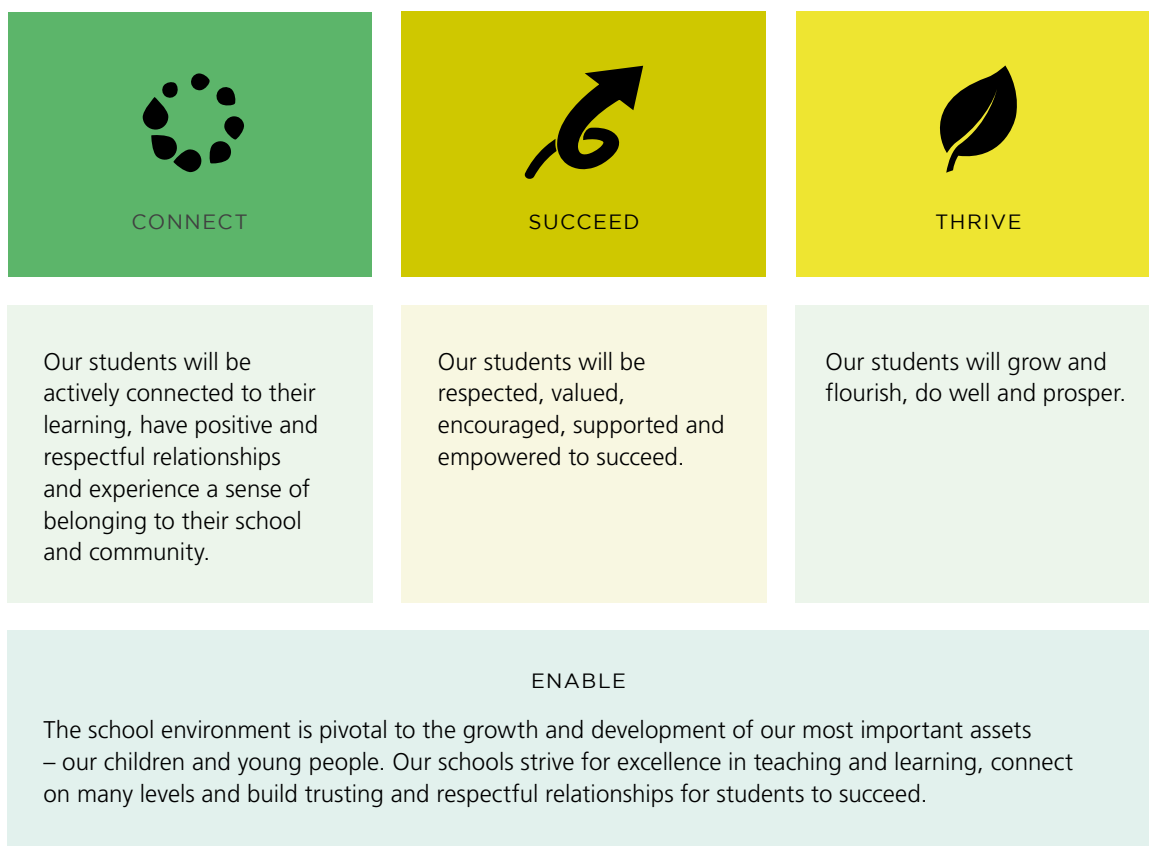 CONNECT
SUCCEED
THRIVE
Our students will be
actively connected to their
learning, have positive and
respectful relationships
and experience a sense of
belonging to their school
and community.
Our students will be
respected, valued,
encouraged, supported and
empowered to succeed.
Our students will grow and
flourish, do well and prosper.
ENABLE
The school environment is pivotal to the growth and development of our most important assets
– our children and young people. Our schools strive for excellence in teaching and learning, connect
on many levels and build trusting and respectful relationships for students to succeed.